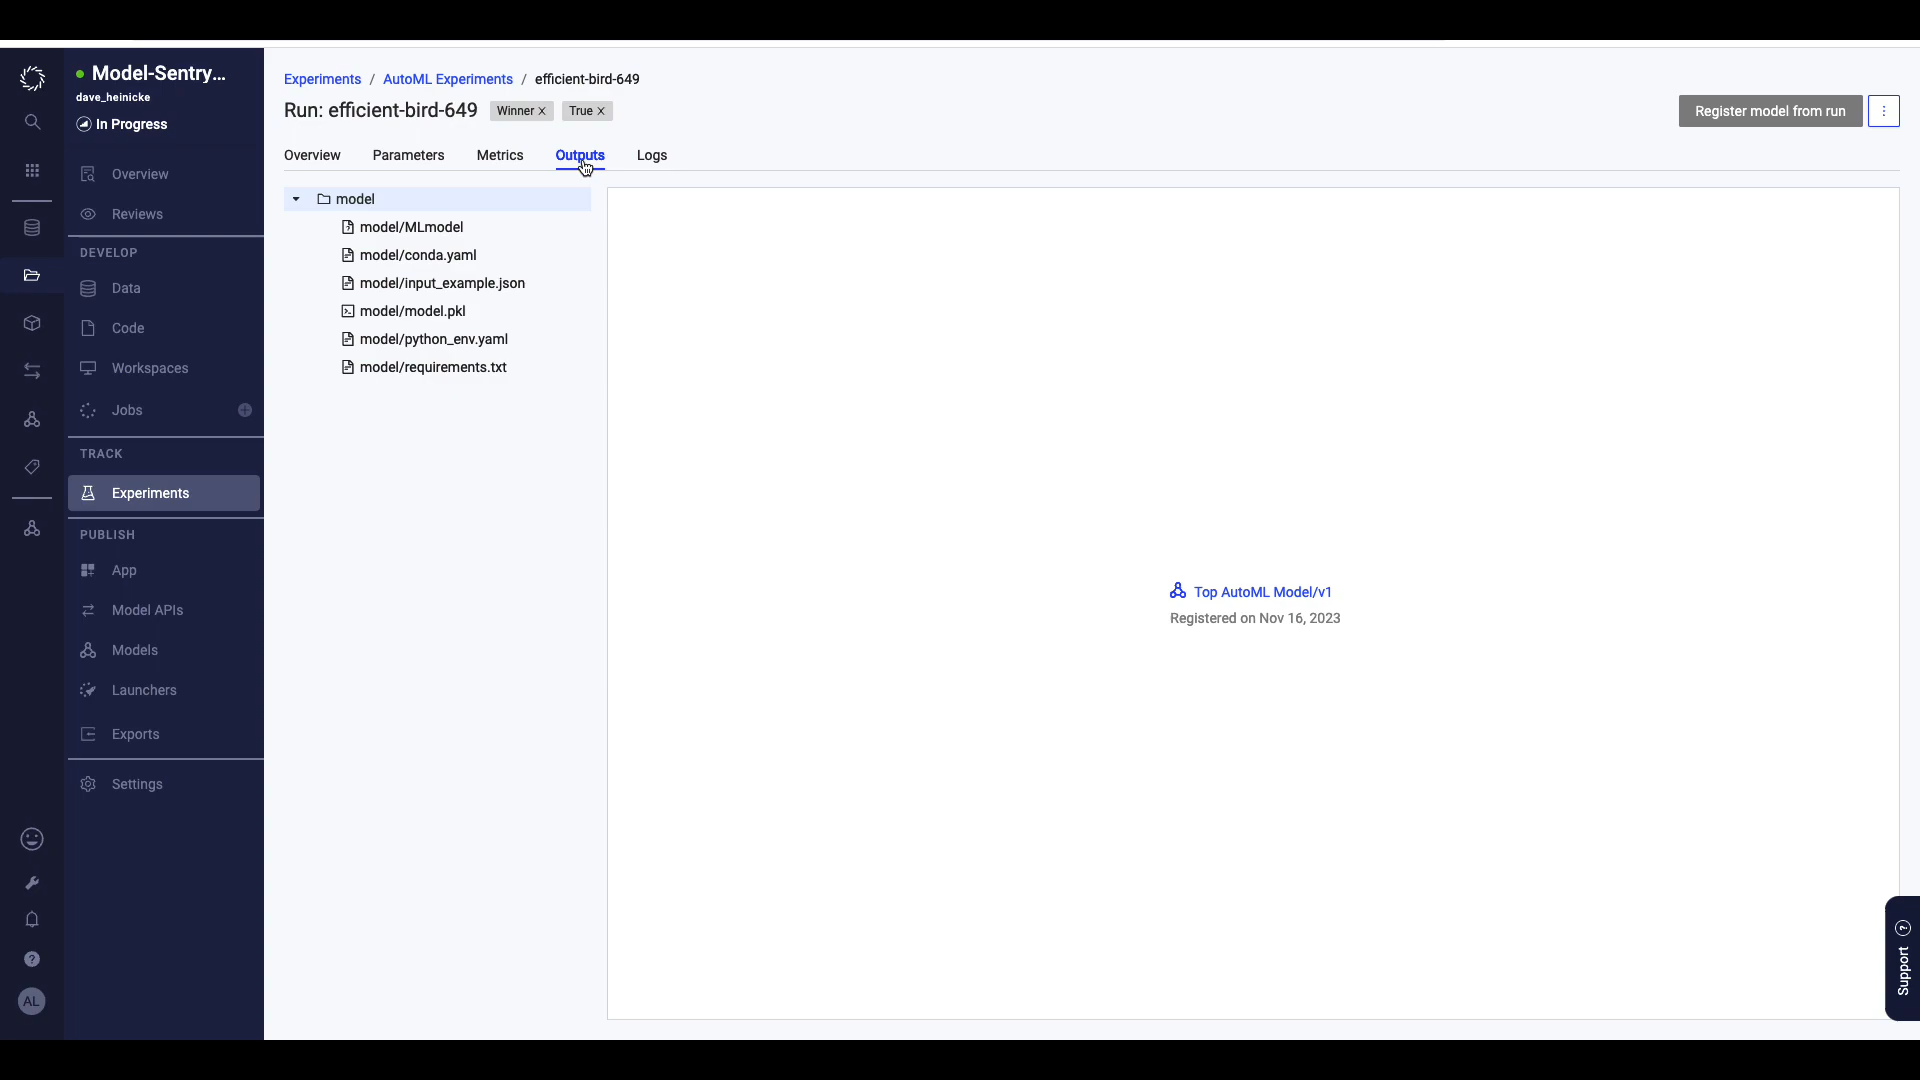 Model-Sentry...
dave_heinicke
In Progress
Overview
Reviews
DEVELOP
Data
Code
Workspaces
Jobs
TRACK
Experiments
PUBLISH
App
Model APIs
Models
Launchers
Exports
Settings
AL
Experiments / AutoML Experiments / efficient-bird-649
Run: efficient-bird-649 Winner × True ×
Register model from run
Overview Parameters Metrics Outputs Logs
model
model/MLmodel
model/conda.yaml
model/input_example.json
model/model.pkl
model/python_env.yaml
model/requirements.txt
Top AutoML Model/v1
Registered on Nov 16, 2023
Support ?